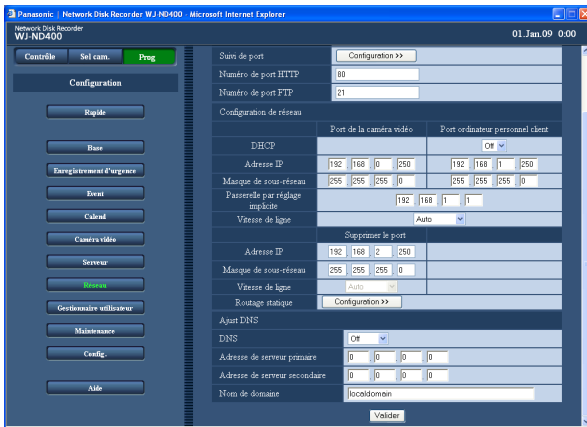 Panasonic | Network Disk Recorder WJ-ND400 - Microsoft Internet Explorer
Network Disk Recorder
WJ-ND400
01.Jan.09 0:00
Contrôle Sel cam. Prog
Configuration
Rapide
Base
Enregistrement d'urgence
Event
Calend
Caméra vidéo
Serveur
Réseau
Gestionnaire utilisateur
Maintenance
Config.
Aide
Suivi de port Configuration >>
Numéro de port HTTP 80
Numéro de port FTP 21
Configuration de réseau
Port de la caméra vidéo Port ordinateur personnel client
DHCP Off
Adresse IP 192 . 168 . 0 . 250 192 . 168 . 1 . 250
Masque de sous-réseau 255 . 255 . 255 . 0 255 . 255 . 255 . 0
Passerelle par réglage implicite 192 . 168 . 1 . 1
Vitesse de ligne Auto
Supprimer le port
Adresse IP 192 . 168 . 2 . 250
Masque de sous-réseau 255 . 255 . 255 . 0
Vitesse de ligne Auto
Routage statique Configuration >>
Ajust DNS
DNS Off
Adresse de serveur primaire 0 . 0 . 0 . 0
Adresse de serveur secondaire 0 . 0 . 0 . 0
Nom de domaine localdomain
Valider